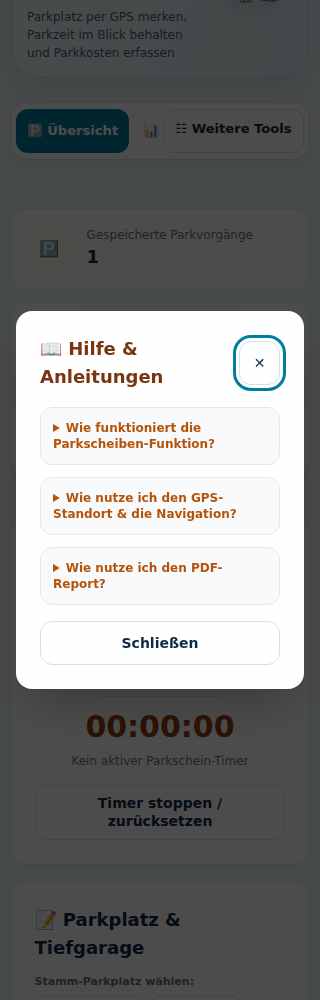 Parkplatz per GPS merken,
Parkzeit im Blick behalten
und Parkkosten erfassen
Übersicht
Weitere Tools
Gespeicherte Parkvorgänge
1
Hilfe &
Anleitungen
×
Wie funktioniert die
Parkscheiben-Funktion?
Wie nutze ich den GPS-
Standort & die Navigation?
Wie nutze ich den PDF-
Report?
Schließen
00:00:00
Kein aktiver Parkschein-Timer
Timer stoppen /
zurücksetzen
Parkplatz &
Tiefgarage
Stamm-Parkplatz wählen: